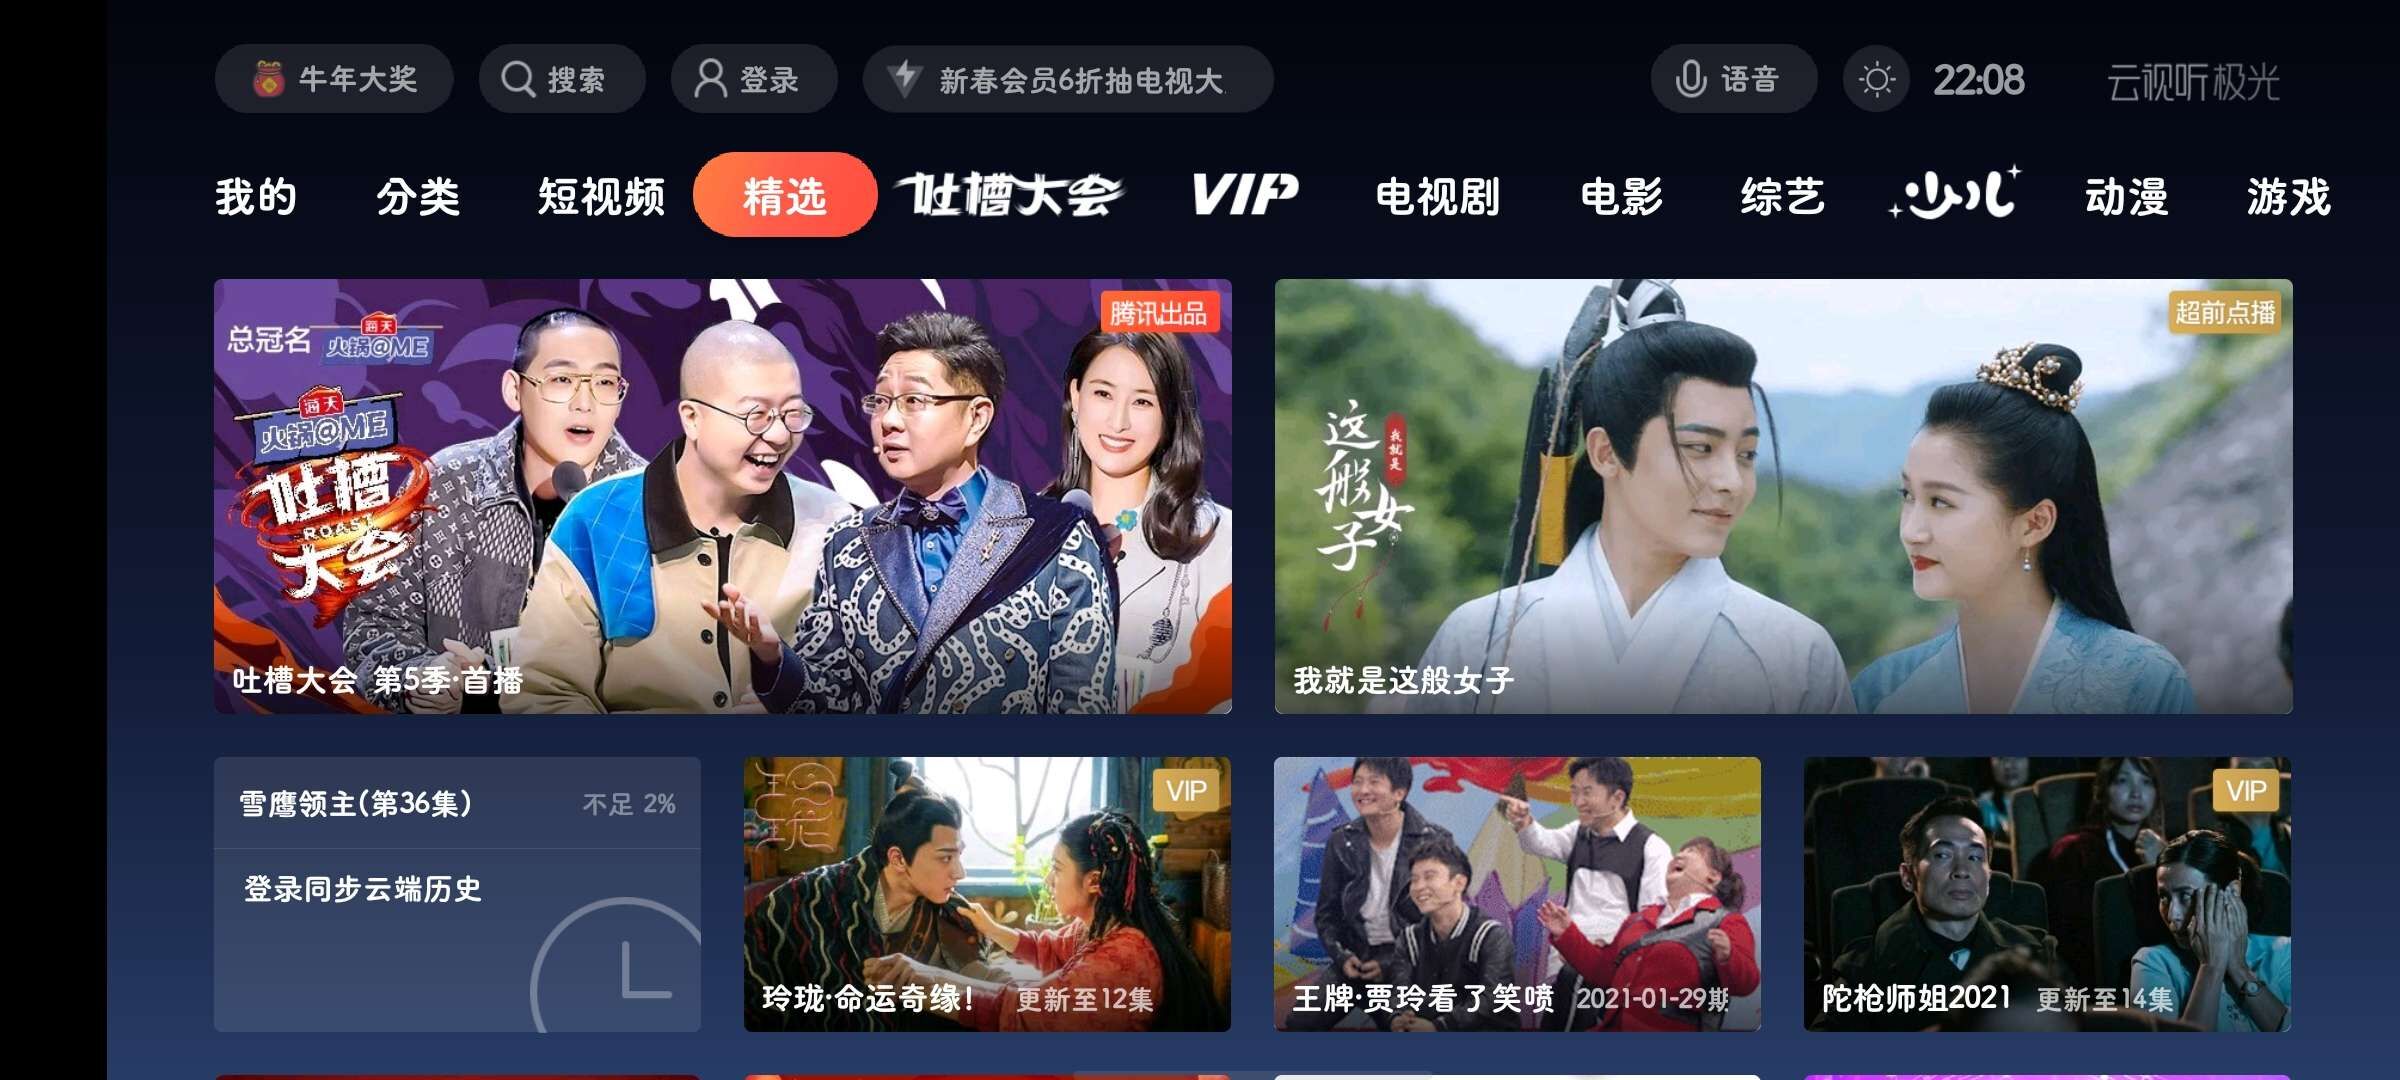 牛年大奖
搜索
登录
新春会员6折抽电视大
语音
22:08
云视听极光
我的
分类
短视频
精选
吐槽大会
VIP
电视剧
电影
综艺
少儿
动漫
游戏
总冠名
海天
火锅@ME
腾讯出品
海天
火锅@ME
吐槽
ROAST
大会
吐槽大会 第5季·首播
超前点播
我就是
这般女子
我就是这般女子
雪鹰领主(第36集)
不足 2%
登录同步云端历史
玲珑
VIP
玲珑·命运奇缘!
更新至12集
王牌·贾玲看了笑喷
2021-01-29期
VIP
陀枪师姐2021
更新至14集